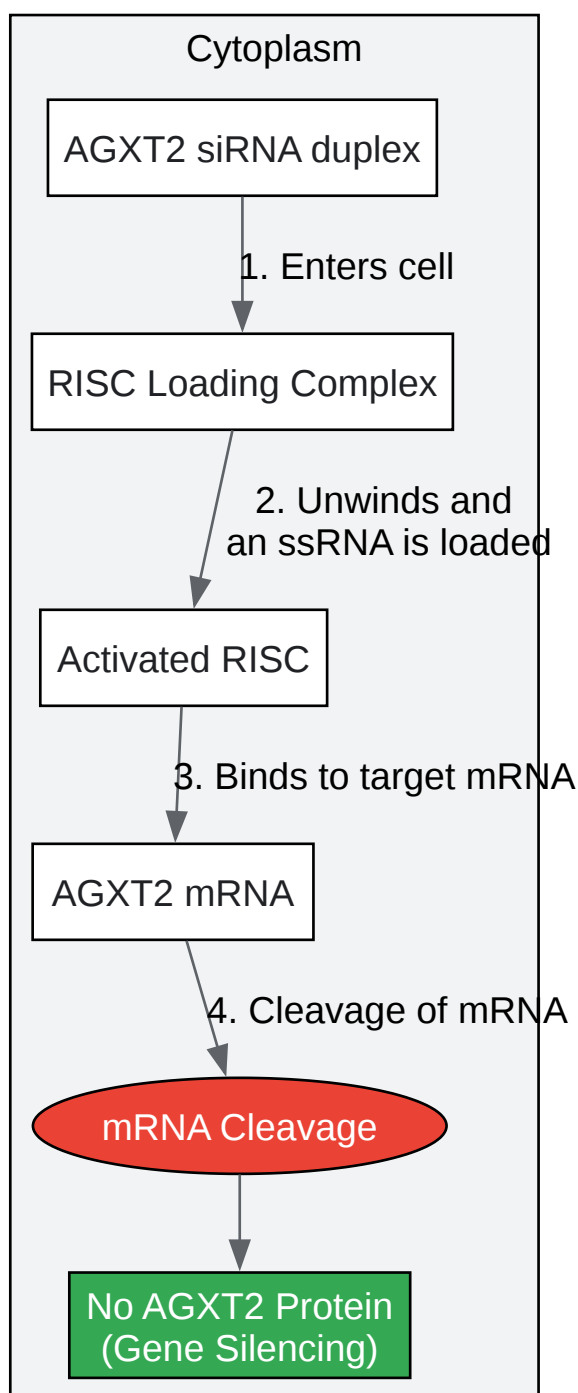 Cytoplasm
AGXT2 siRNA duplex
1. Enters cell
RISC Loading Complex
2. Unwinds and
an ssRNA is loaded
Activated RISC
3. Binds to target mRNA
AGXT2 mRNA
4. Cleavage of mRNA
mRNA Cleavage
No AGXT2 Protein
(Gene Silencing)